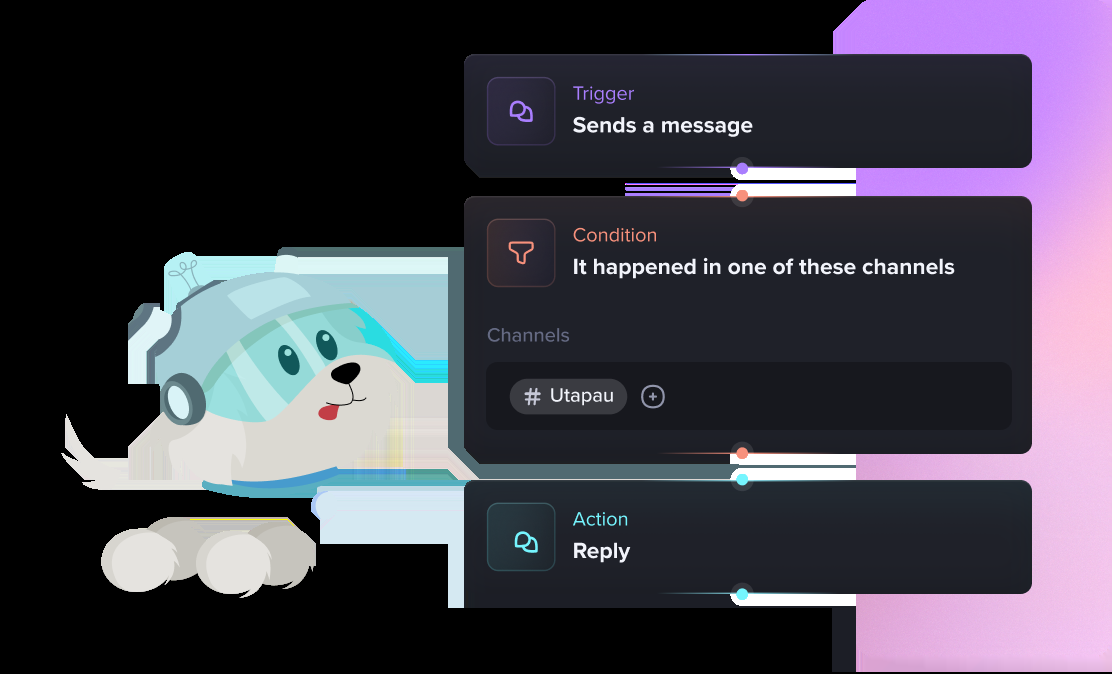 Trigger
Sends a message
Condition
It happened in one of these channels
Channels
# Utapau
Action
Reply